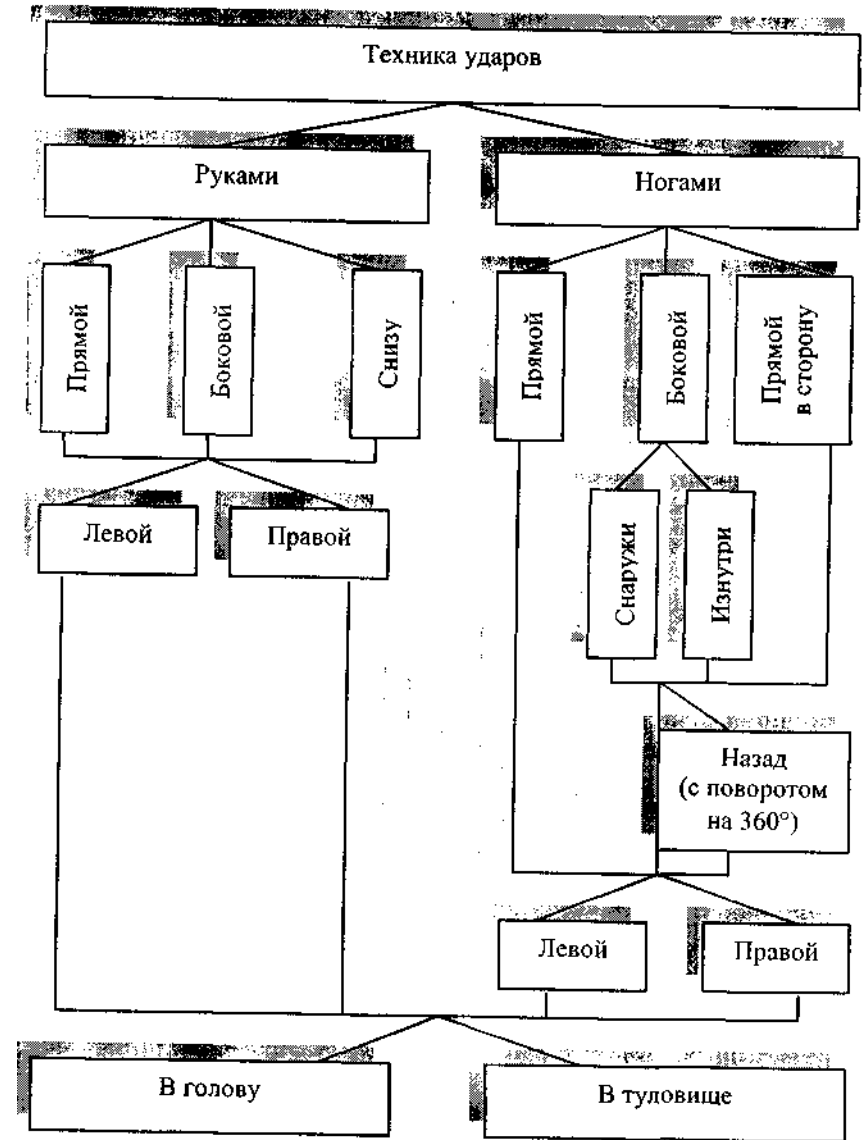 Техника ударов
Руками
Ногами
Прямой
Боковой
Снизу
Прямой
Боковой
Прямой
в сторону
Левой
Правой
Снаружи
Изнутри
Назад
(с поворотом
на 360°)
Левой
Правой
В голову
В туловище